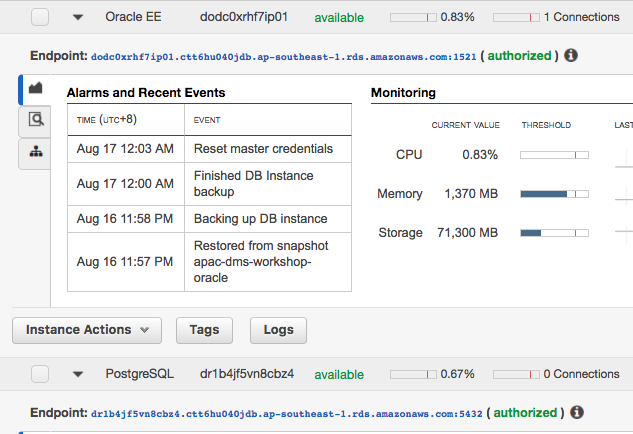 Oracle EE dodc0xrhf7ip01 available 0.83% 1 Connections
Endpoint: dodc0xrhf7ip01.ctt6hu040jdb.ap-southeast-1.rds.amazonaws.com:1521 ( authorized )
Alarms and Recent Events
TIME (UTC+8) EVENT
Aug 17 12:03 AM Reset master credentials
Aug 17 12:00 AM Finished DB Instance
backup
Aug 16 11:58 PM Backing up DB instance
Aug 16 11:57 PM Restored from snapshot
apac-dms-workshop-
oracle
Monitoring
CURRENT VALUE THRESHOLD LAST
CPU 0.83%
Memory 1,370 MB
Storage 71,300 MB
Instance Actions Tags Logs
PostgreSQL dr1b4jf5vn8cbz4 available 0.67% 0 Connections
Endpoint: dr1b4jf5vn8cbz4.ctt6hu040jdb.ap-southeast-1.rds.amazonaws.com:5432 ( authorized )